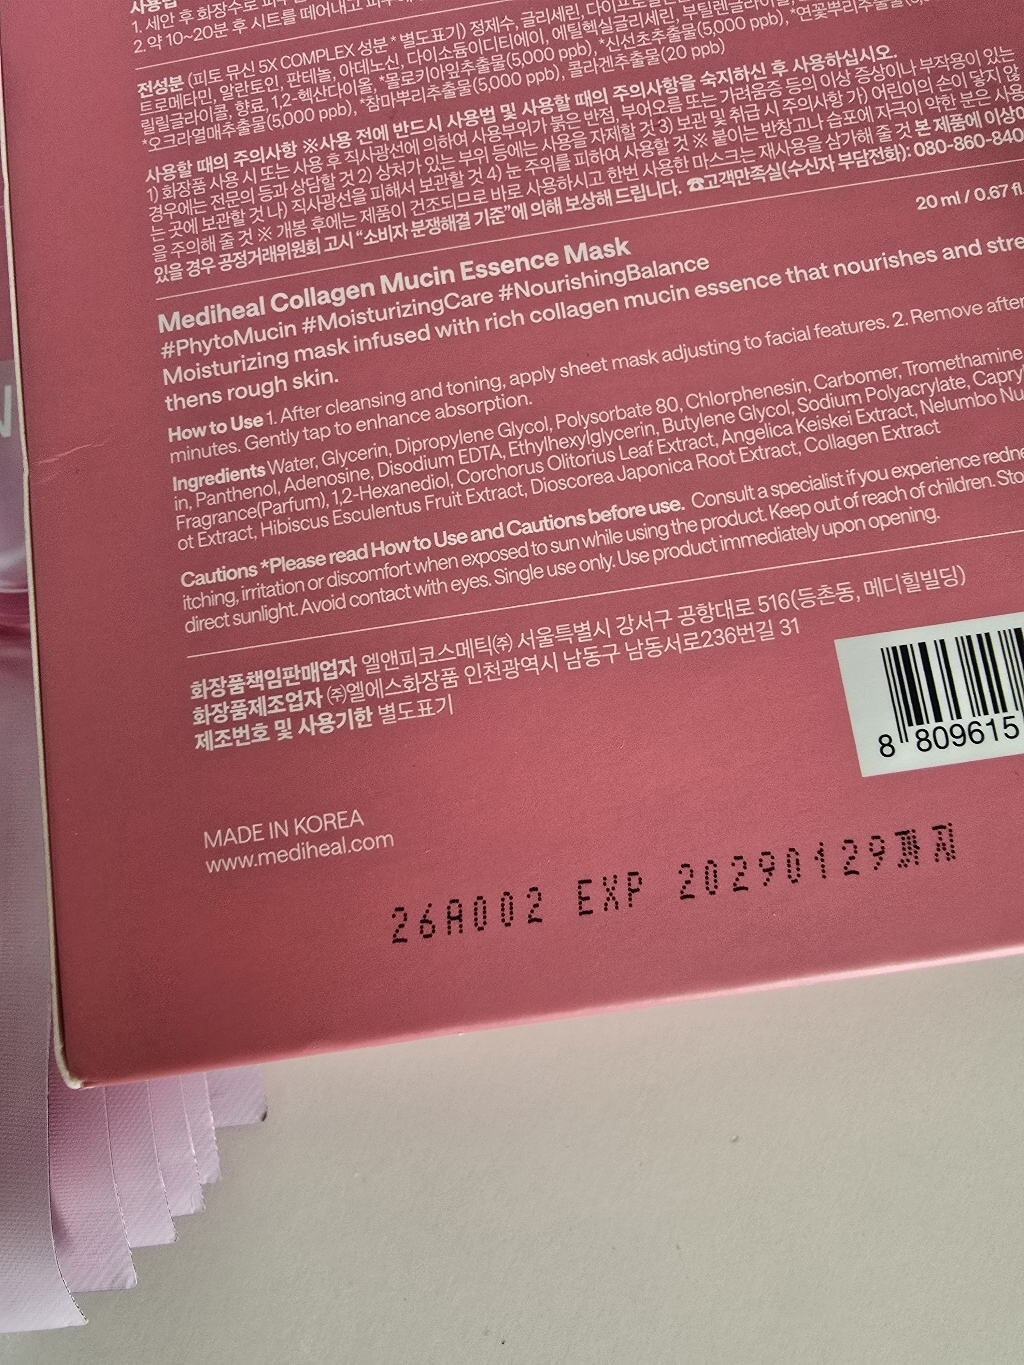 사용법
1. 세안 후 화장수로 피부
2. 약 10~20분 후 시트를 떼어내고
전성분 (피토 뮤신 5X COMPLEX 성분 * 별도표기) 정제수, 글리세린,
트로메타민, 알란토인, 판테놀, 아데노신, 다이소듐이디티에이, 에틸헥실글리세린, 부틸렌글라이콜,
릴릴글라이콜, 향료, 1,2-헥산다이올, *몰로키아잎추출물(5,000 ppb), *신선초추출물(5,000 ppb), *연꽃뿌리추출물
*오크라열매추출물(5,000 ppb), *참마뿌리추출물(5,000 ppb), 콜라겐추출물(20 ppb)
사용할 때의 주의사항 ※사용 전에 반드시 사용법 및 사용할 때의 주의사항을 숙지하신 후 사용하십시오.
1) 화장품 사용 시 또는 사용 후 직사광선에 의하여 사용부위가 붉은 반점, 부어오름 또는 가려움증 등의 이상 증상이나 부작용이 있는
경우에는 전문의 등과 상담할 것 2) 상처가 있는 부위 등에는 사용을 자제할 것 3) 보관 및 취급 시 주의사항 가) 어린이의 손이 닿지 않
는 곳에 보관할 것 나) 직사광선을 피해서 보관할 것 4) 눈 주위를 피하여 사용할 것 ※ 붙이는 반창고나 습포에 자극이 약한 분은 사용
을 주의해 줄 것 ※ 개봉 후에는 제품이 건조되므로 바로 사용하시고 한번 사용한 마스크는 재사용을 삼가해 줄 것 본 제품에 이상이
있을 경우 공정거래위원회 고시 "소비자 분쟁해결 기준"에 의해 보상해 드립니다. ☎고객만족실(수신자 부담전화): 080-860-840
20 ml / 0.67 fl
Mediheal Collagen Mucin Essence Mask
#PhytoMucin #MoisturizingCare #NourishingBalance
Moisturizing mask infused with rich collagen mucin essence that nourishes and stre
thens rough skin.
How to Use 1. After cleansing and toning, apply sheet mask adjusting to facial features. 2. Remove after
minutes. Gently tap to enhance absorption.
Ingredients Water, Glycerin, Dipropylene Glycol, Polysorbate 80, Chlorphenesin, Carbomer, Tromethamine
in, Panthenol, Adenosine, Disodium EDTA, Ethylhexylglycerin, Butylene Glycol, Sodium Polyacrylate, Capryl
Fragrance(Parfum), 1,2-Hexanediol, Corchorus Olitorius Leaf Extract, Angelica Keiskei Extract, Nelumbo Nu
ot Extract, Hibiscus Esculentus Fruit Extract, Dioscorea Japonica Root Extract, Collagen Extract
Cautions *Please read How to Use and Cautions before use. Consult a specialist if you experience redne
itching, irritation or discomfort when exposed to sun while using the product. Keep out of reach of children. Sto
direct sunlight. Avoid contact with eyes. Single use only. Use product immediately upon opening.
화장품책임판매업자 엘앤피코스메틱㈜ 서울특별시 강서구 공항대로 516(등촌동, 메디힐빌딩)
화장품제조업자 ㈜엘에스화장품 인천광역시 남동구 남동서로236번길 31
제조번호 및 사용기한 별도표기
8 809615
MADE IN KOREA
www.mediheal.com
26A002 EXP 20290129까지